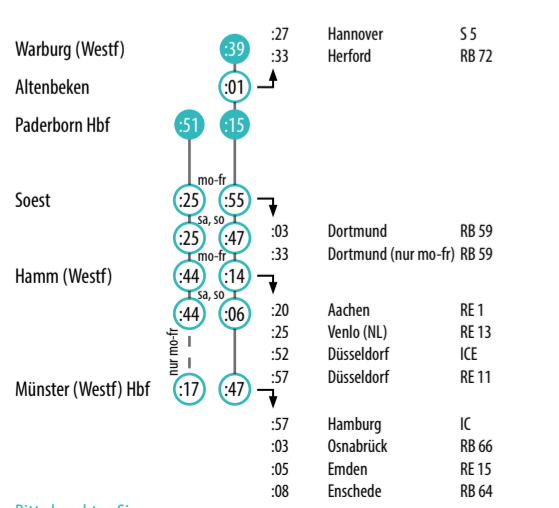 :27 Hannover S 5
Warburg (Westf) :39
:33 Herford RB 72
Altenbeken :01
Paderborn Hbf :51 :15
mo-fr
Soest :25 :55
sa, so
:03 Dortmund RB 59
:25 :47
:33 Dortmund (nur mo-fr) RB 59
mo-fr
Hamm (Westf) :44 :14
sa, so
:20 Aachen RE 1
:44 :06
:25 Venlo (NL) RE 13
nur mo-fr
:52 Düsseldorf ICE
:57 Düsseldorf RE 11
Münster (Westf) Hbf :17 :47
:57 Hamburg IC
:03 Osnabrück RB 66
:05 Emden RE 15
:08 Enschede RB 64